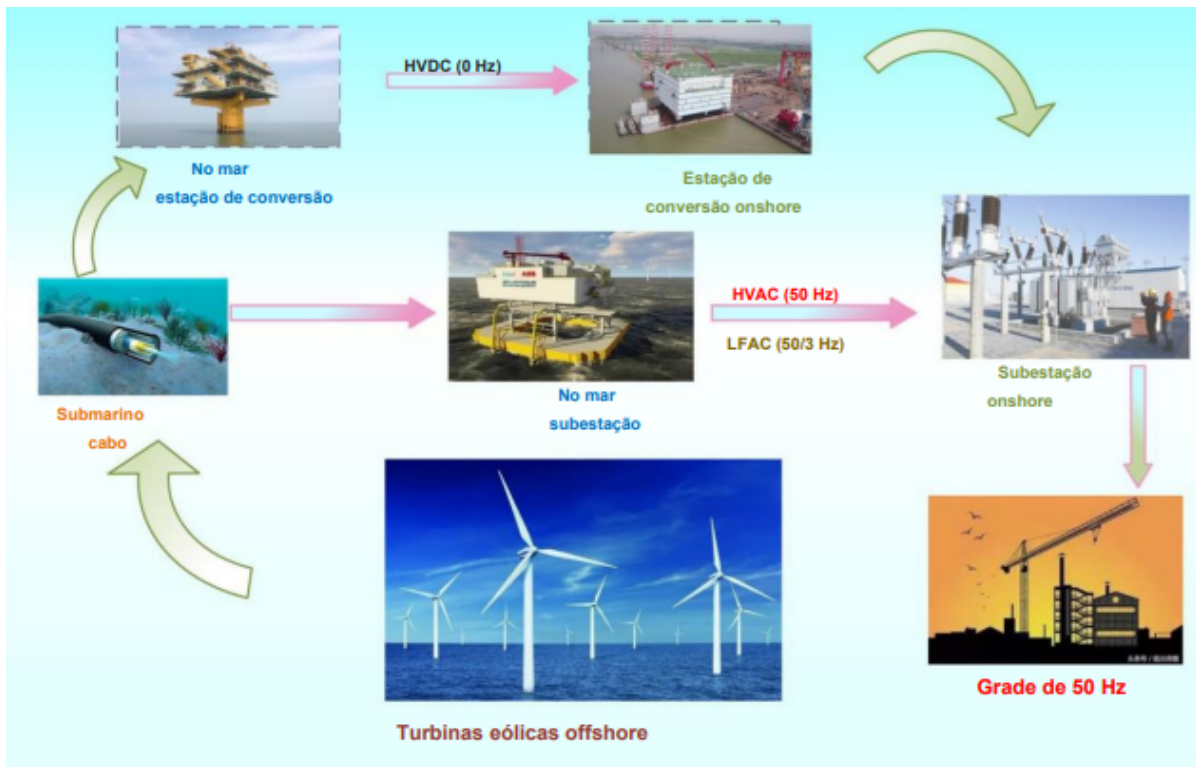 HVDC (0 Hz)
No mar
estação de conversão
Estação de
conversão onshore
ABB
HVAC (50 Hz)
LFAC (50/3 Hz)
Submarino
cabo
No mar
subestação
Subestação
onshore
Grade de 50 Hz
Turbinas eólicas offshore